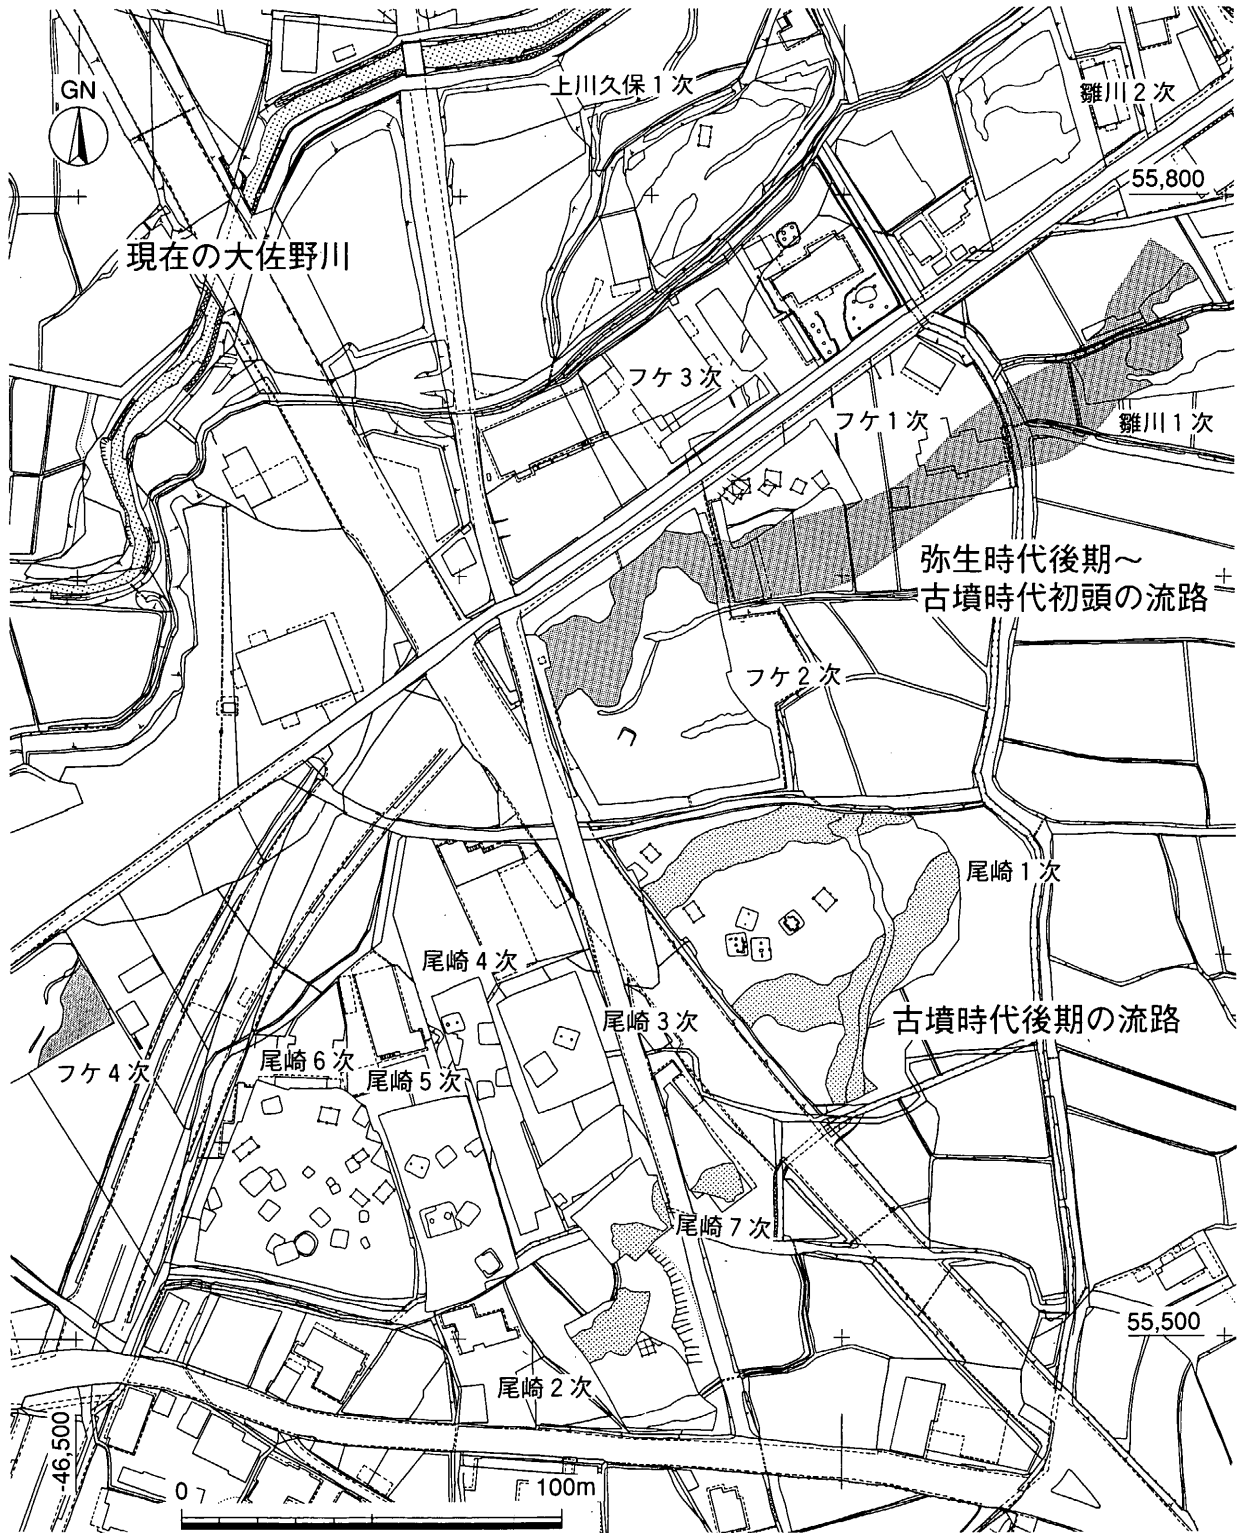 GN
上川久保1次
雛川2次
55,800
現在の大佐野川
フケ3次
フケ1次
雛川1次
弥生時代後期～
古墳時代初頭の流路
フケ2次
尾崎1次
尾崎4次
古墳時代後期の流路
尾崎3次
尾崎6次
フケ4次
尾崎5次
尾崎7次
55,500
尾崎2次
-46,500
0
100m